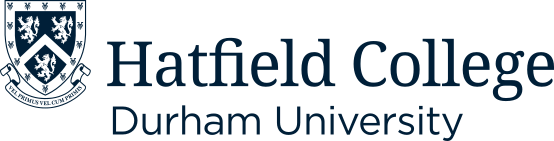 Hatfield College
Durham University
VEL PRIMUS VEL CUM PRIMIS